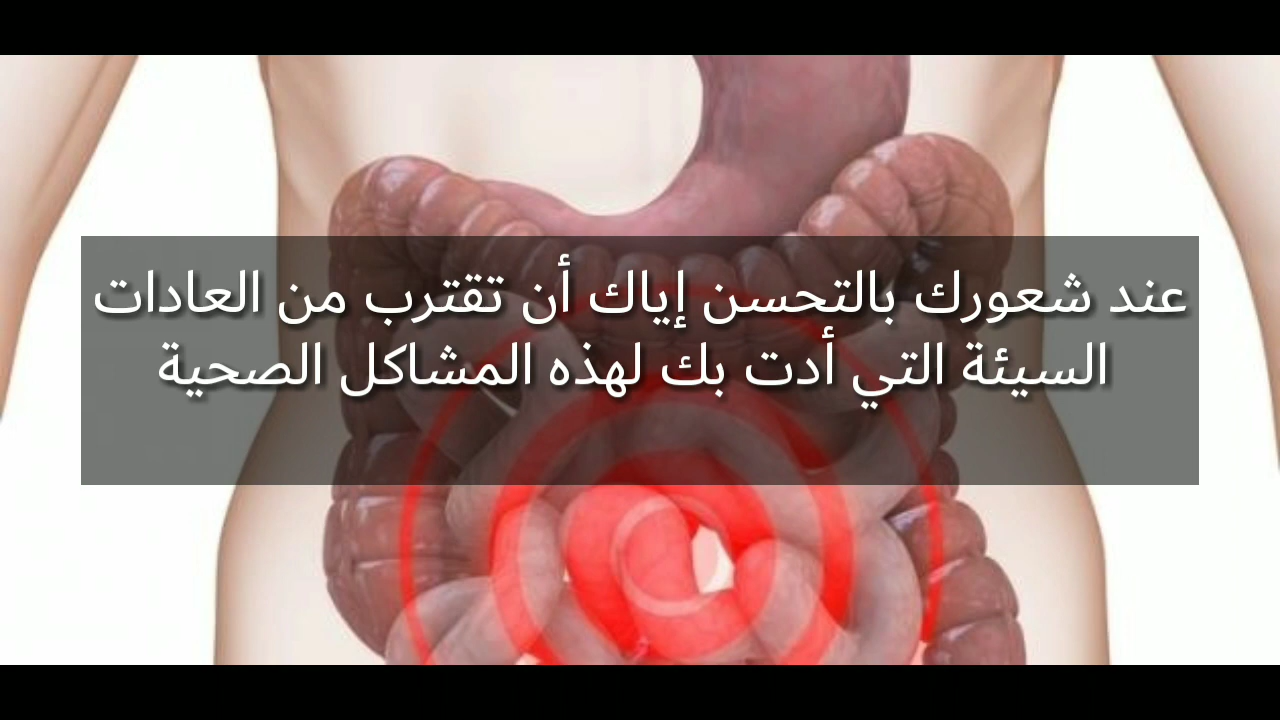 عند شعورك بالتحسن إياك أن تقترب من العادات
السيئة التي أدت بك لهذه المشاكل الصحية